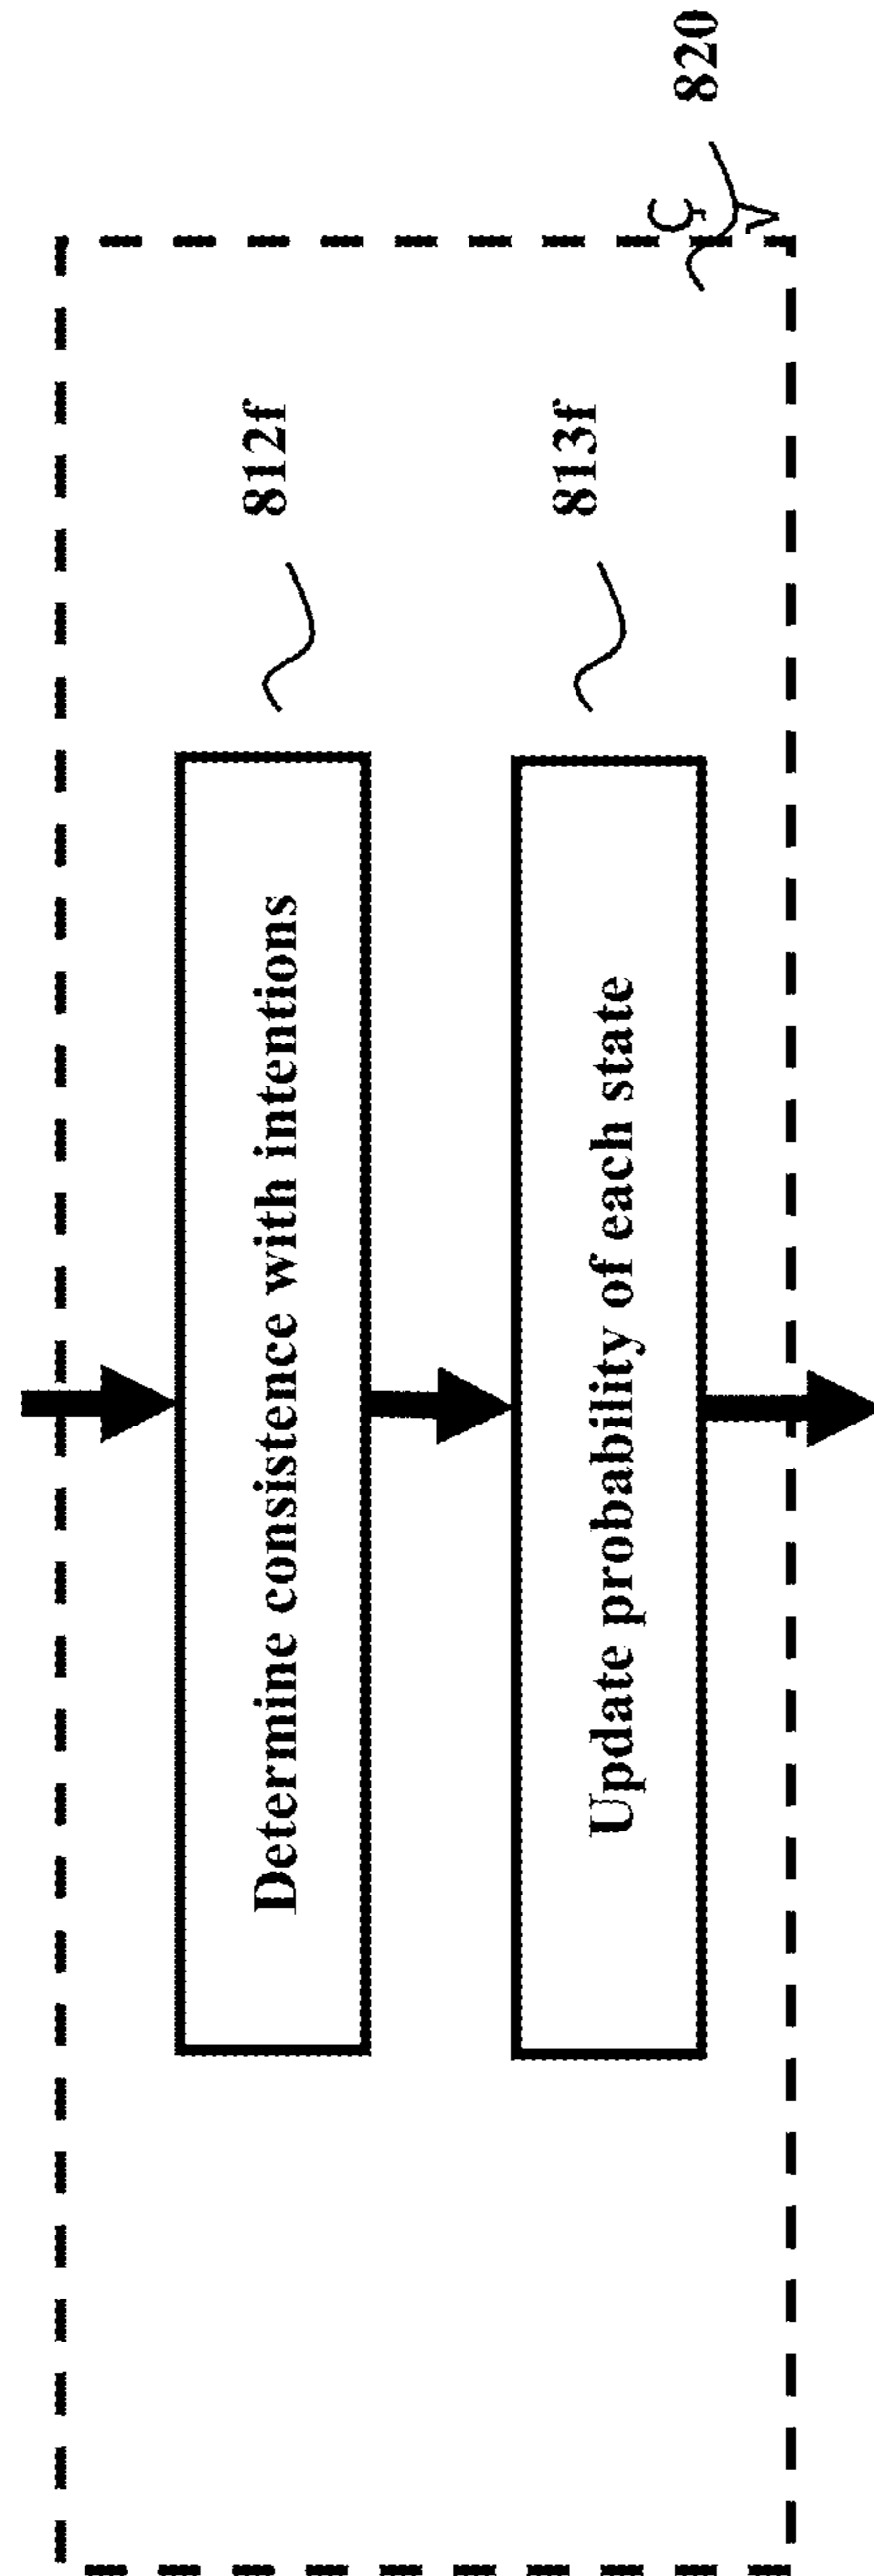 Determine consistence with intentions
812f
Update probability of each state
813f
820